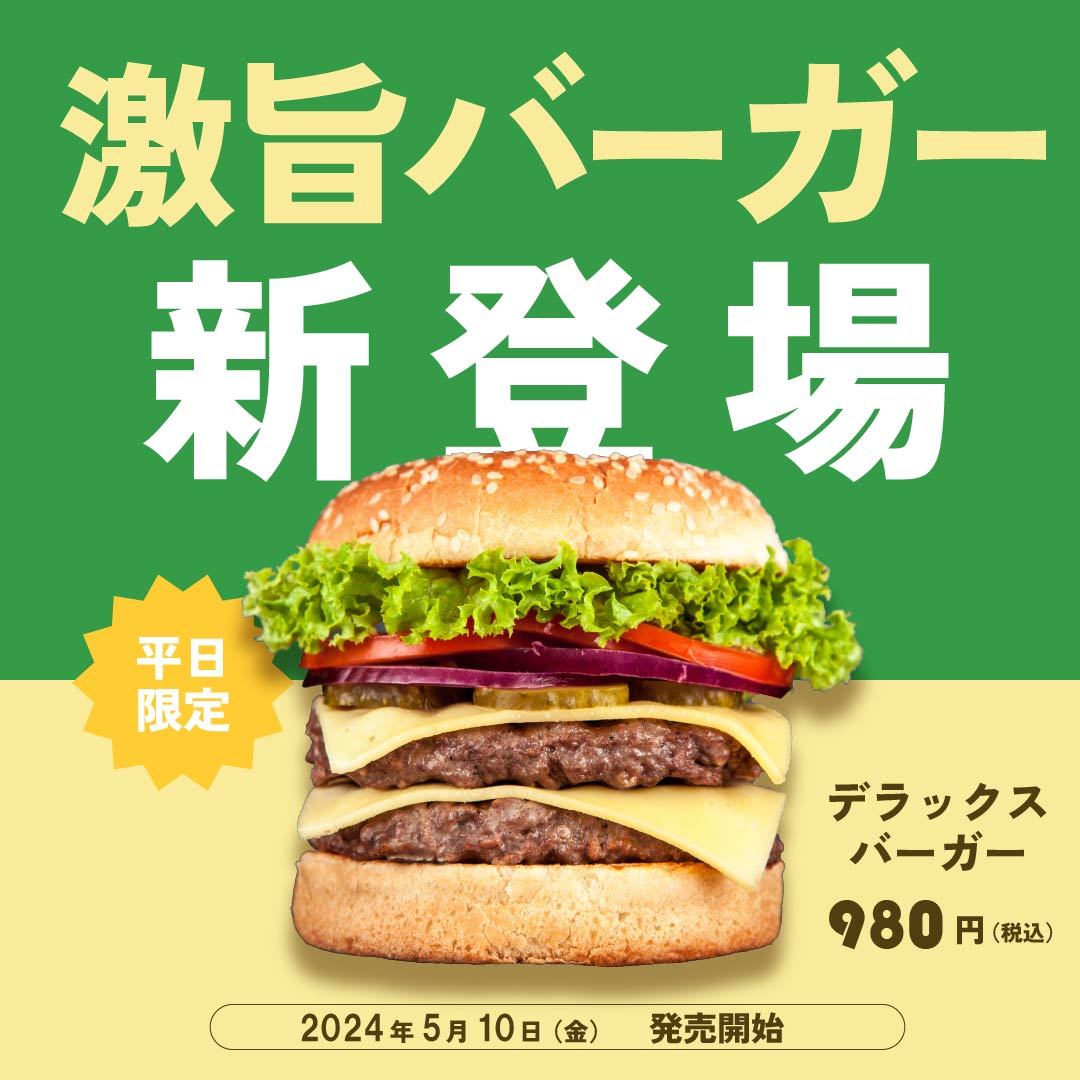 激旨バーガー
新登場
平日
限定
デラックス
バーガー
980円（税込）
2024年5月10日（金）　発売開始